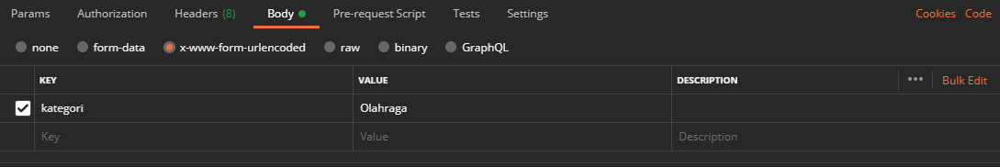 Params Authorization Headers (8) Body Pre-request Script Tests Settings Cookies Code
none form-data x-www-form-urlencoded raw binary GraphQL
KEY VALUE DESCRIPTION ••• Bulk Edit
kategori Olahraga
Key Value Description